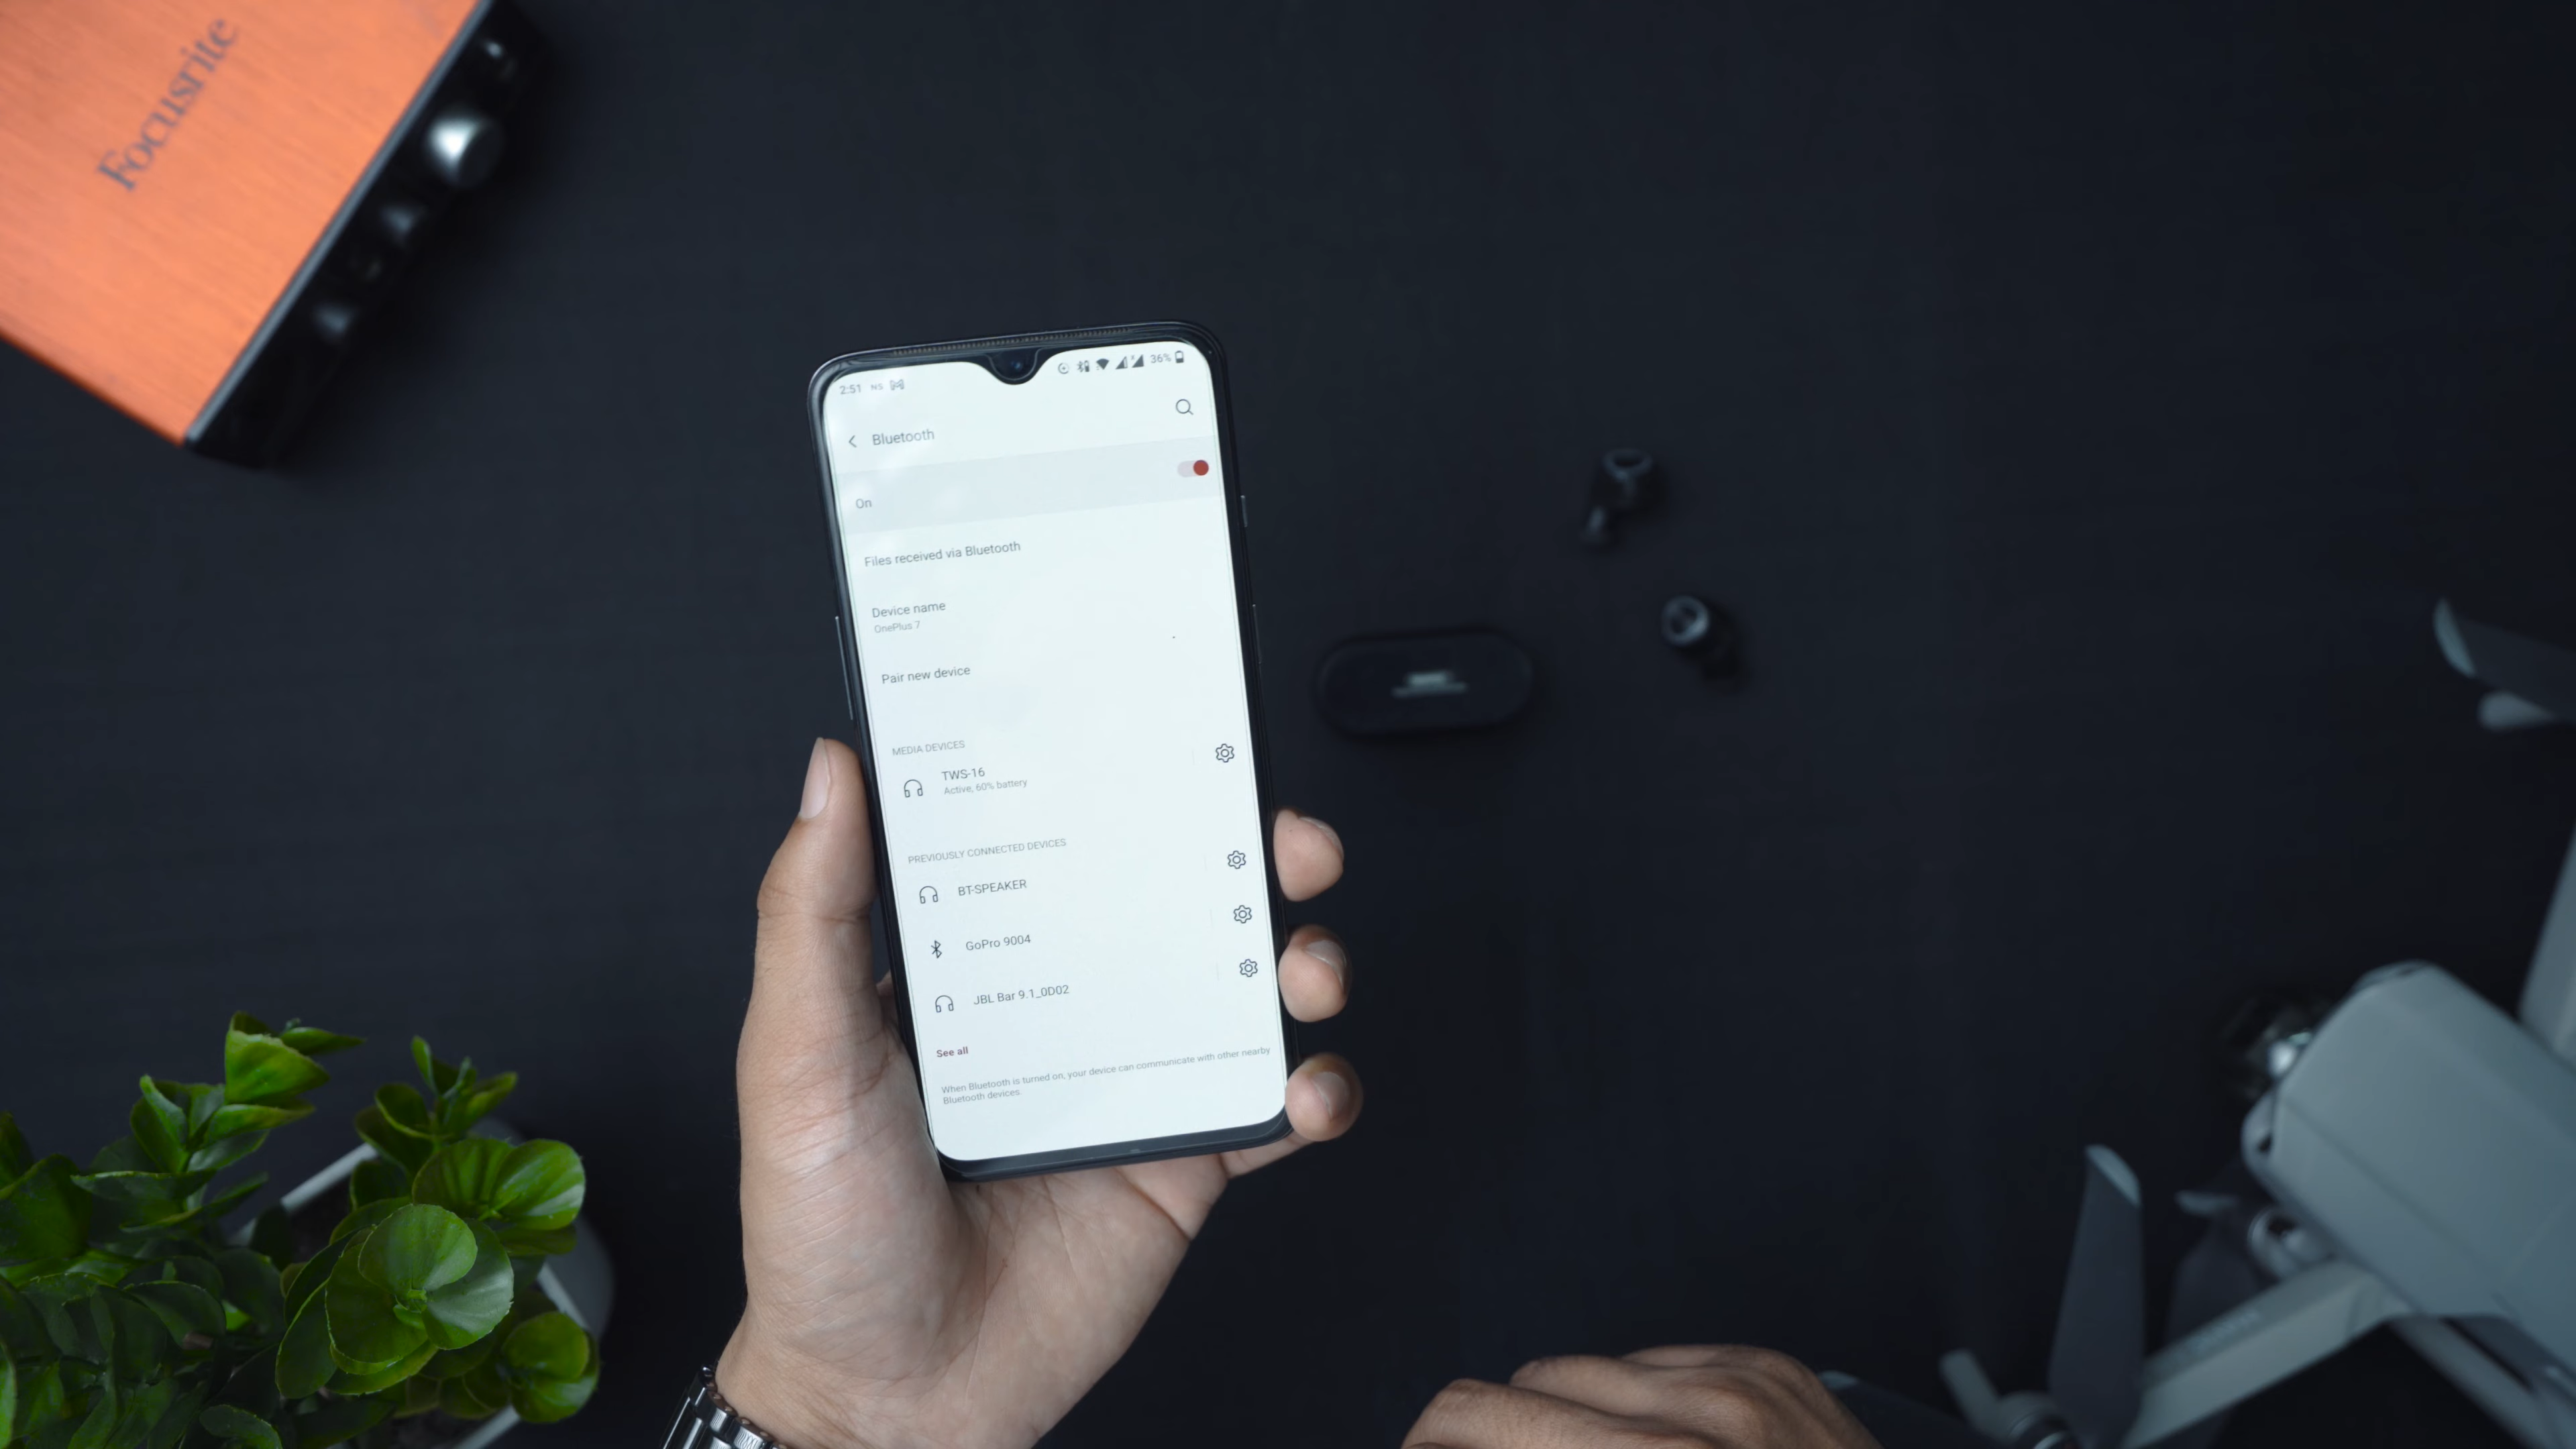 Focusrite
2:51 NS 36%
Bluetooth
On
Files received via Bluetooth
Device name
OnePlus 7
Pair new device
MEDIA DEVICES
TWS-16
Active, 60% battery
PREVIOUSLY CONNECTED DEVICES
BT-SPEAKER
GoPro 9004
JBL Bar 9.1_0D02
See all
When Bluetooth is turned on, your device can communicate with other nearby
Bluetooth devices.